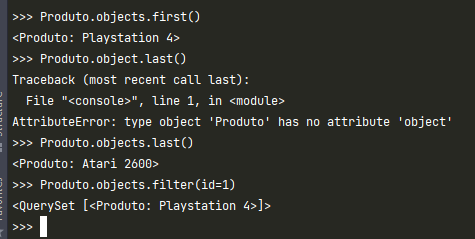 >>> Produto.objects.first()
<Produto: Playstation 4>
>>> Produto.object.last()
Traceback (most recent call last):
  File "<console>", line 1, in <module>
AttributeError: type object 'Produto' has no attribute 'object'
>>> Produto.objects.last()
<Produto: Atari 2600>
>>> Produto.objects.filter(id=1)
<QuerySet [<Produto: Playstation 4>]>
>>>